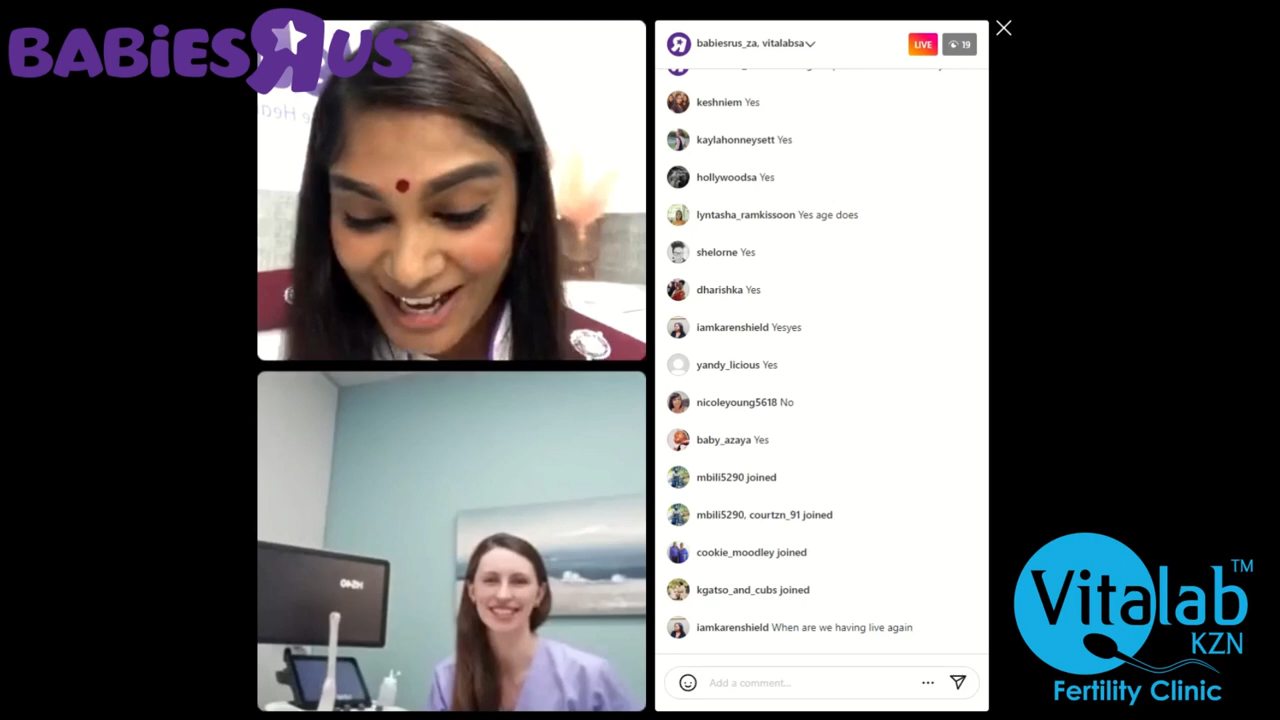 BABIES R US
babiesrus_za, vitalabsa
LIVE
19
keshniem Yes
kaylahonneysett Yes
hollywoodsa Yes
lyntasha_ramkissoon Yes age does
shelorne Yes
dharishka Yes
iamkarenshield Yesyes
yandy_licious Yes
nicoleyoung5618 No
baby_azaya Yes
mbili5290 joined
mbili5290, courtzn_91 joined
cookie_moodley joined
kgatso_and_cubs joined
iamkarenshield When are we having live again
Add a comment...
Vitalab TM
KZN
Fertility Clinic